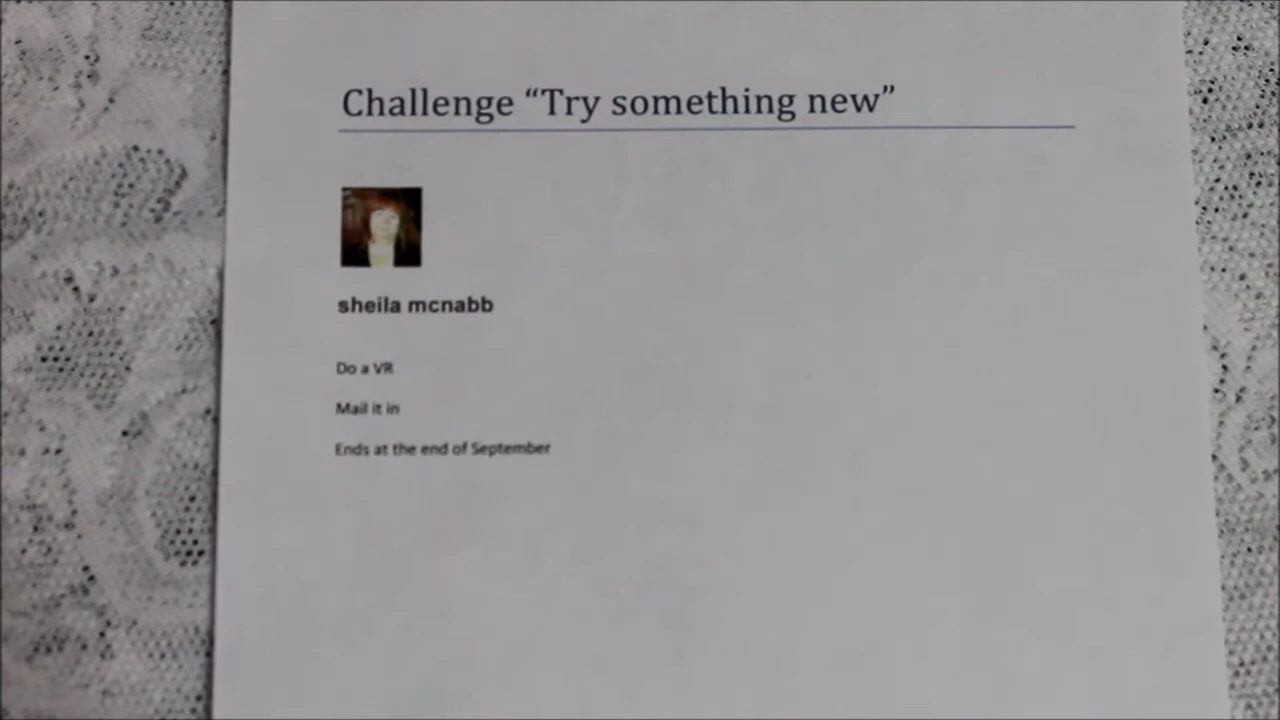 Challenge “Try something new”
sheila mcnabb
Do a VR
Mail it in
Ends at the end of September